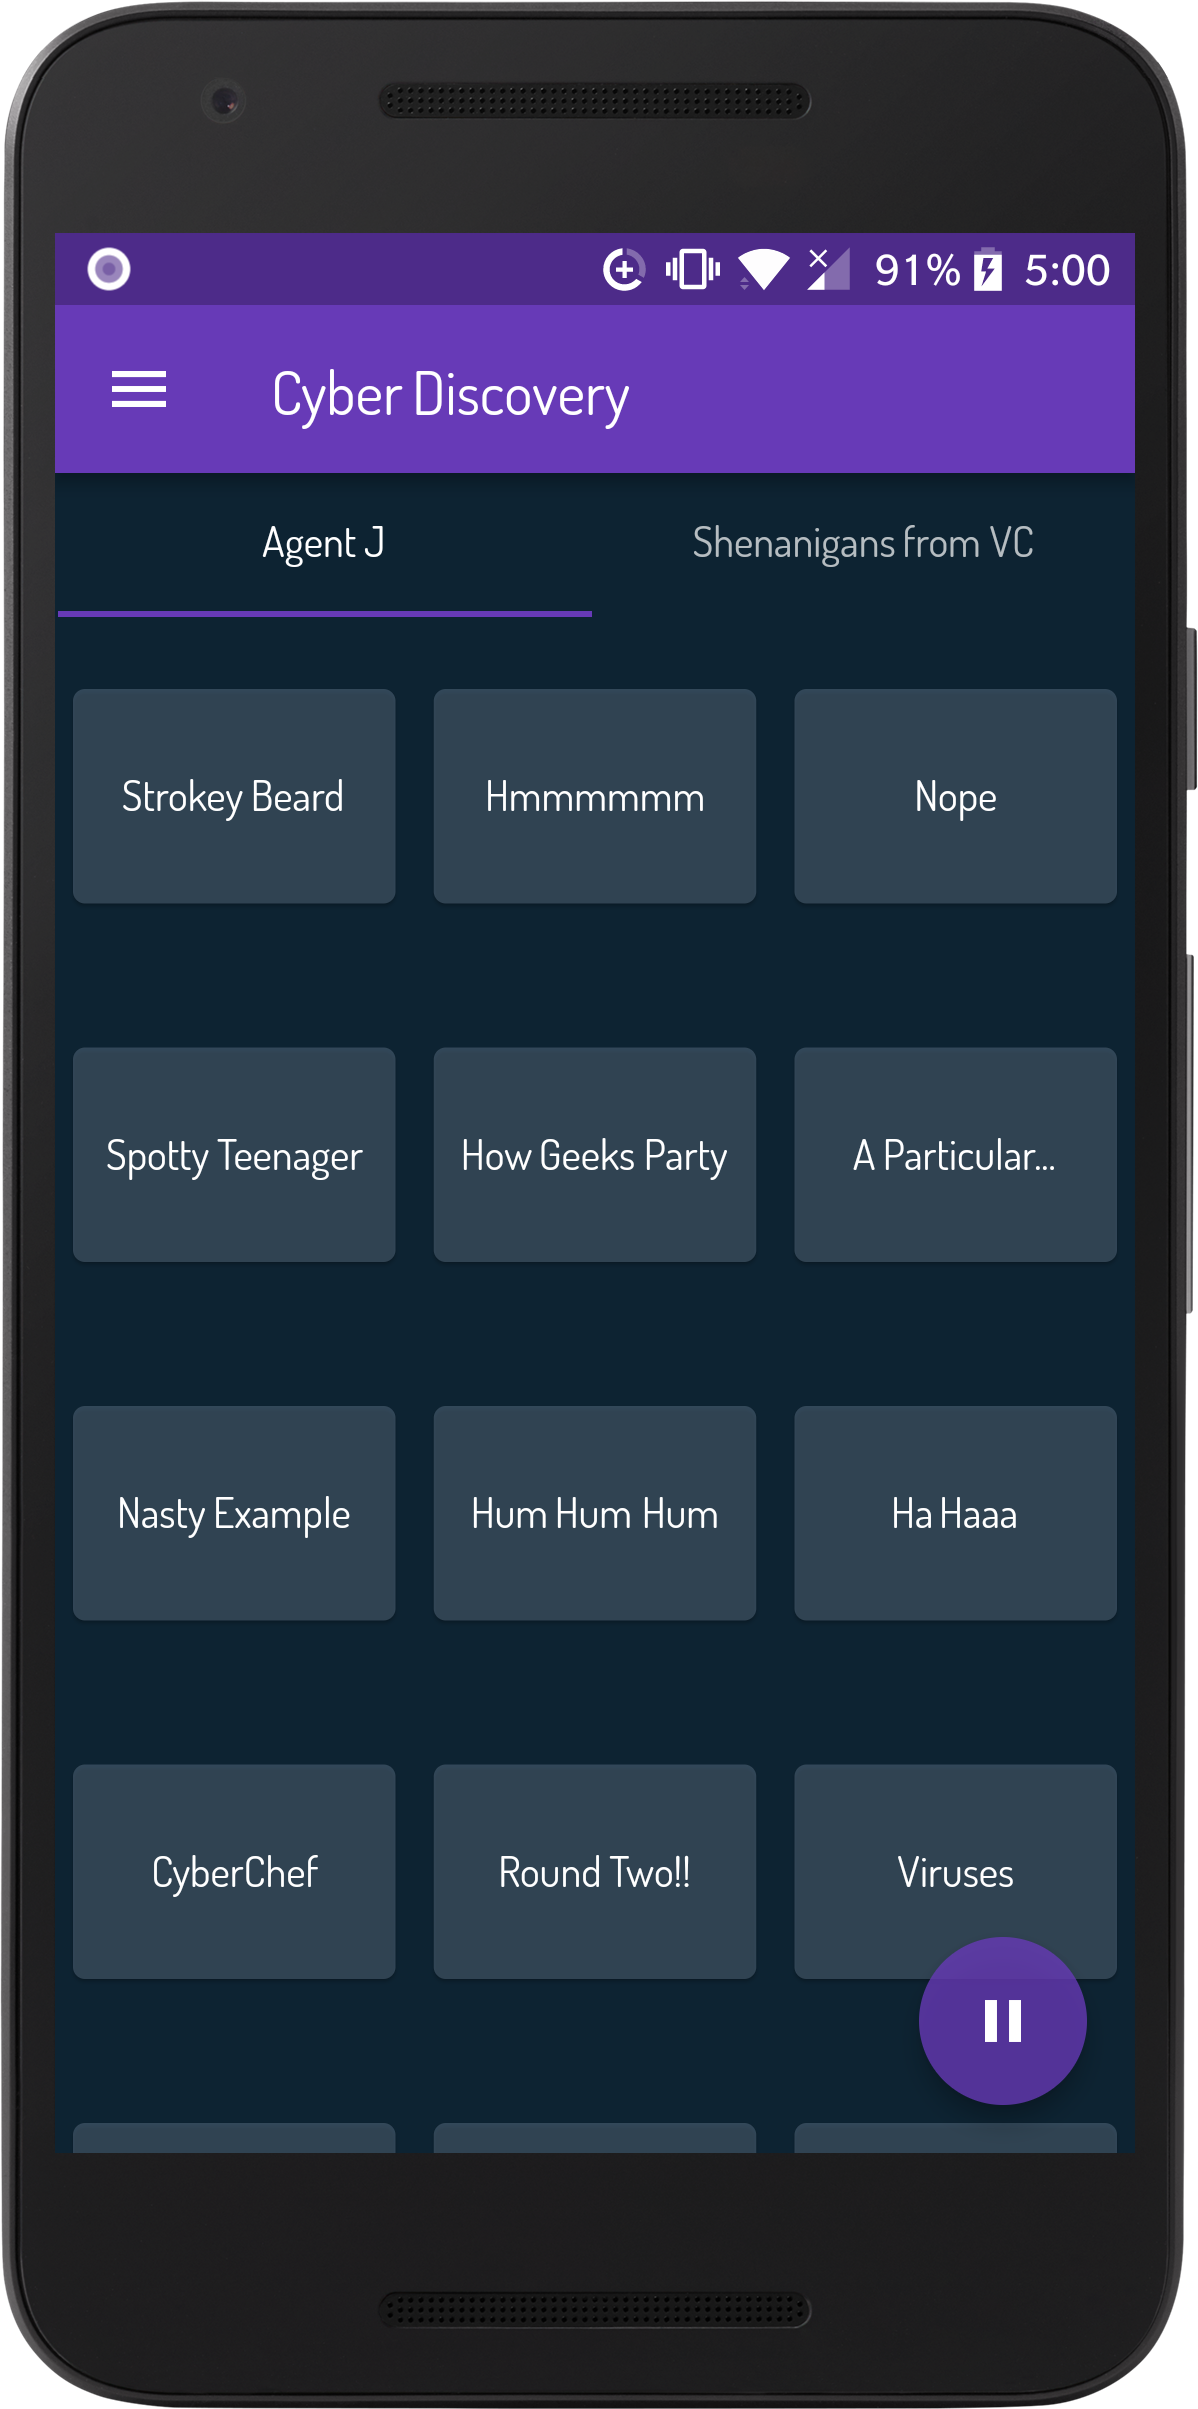 91% 5:00
Cyber Discovery
Agent J Shenanigans from VC
Strokey Beard Hmmmmmm Nope
Spotty Teenager How Geeks Party A Particular...
Nasty Example Hum Hum Hum Ha Haaa
CyberChef Round Two!! Viruses